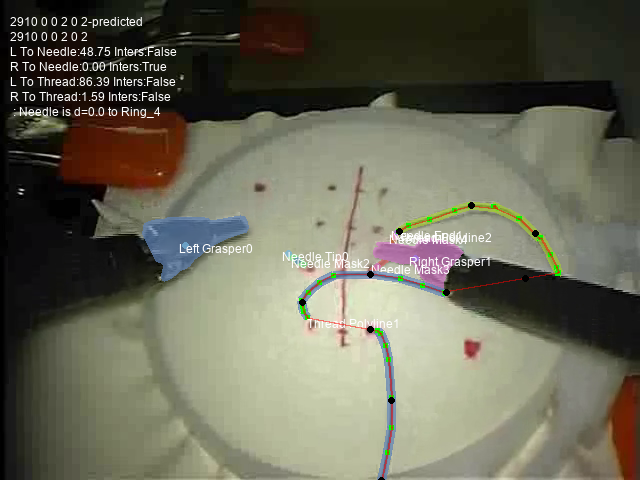 2910 0 0 2 0 2-predicted
2910 0 0 2 0 2
L To Needle:48.75 Inters:False
R To Needle:0.00 Inters:True
L To Thread:86.39 Inters:False
R To Thread:1.59 Inters:False
: Needle is d=0.0 to Ring_4
Left Grasper0
Needle Tip0
Needle Mask2
Right Grasper1
Needle Mask3
Thread Polyline1